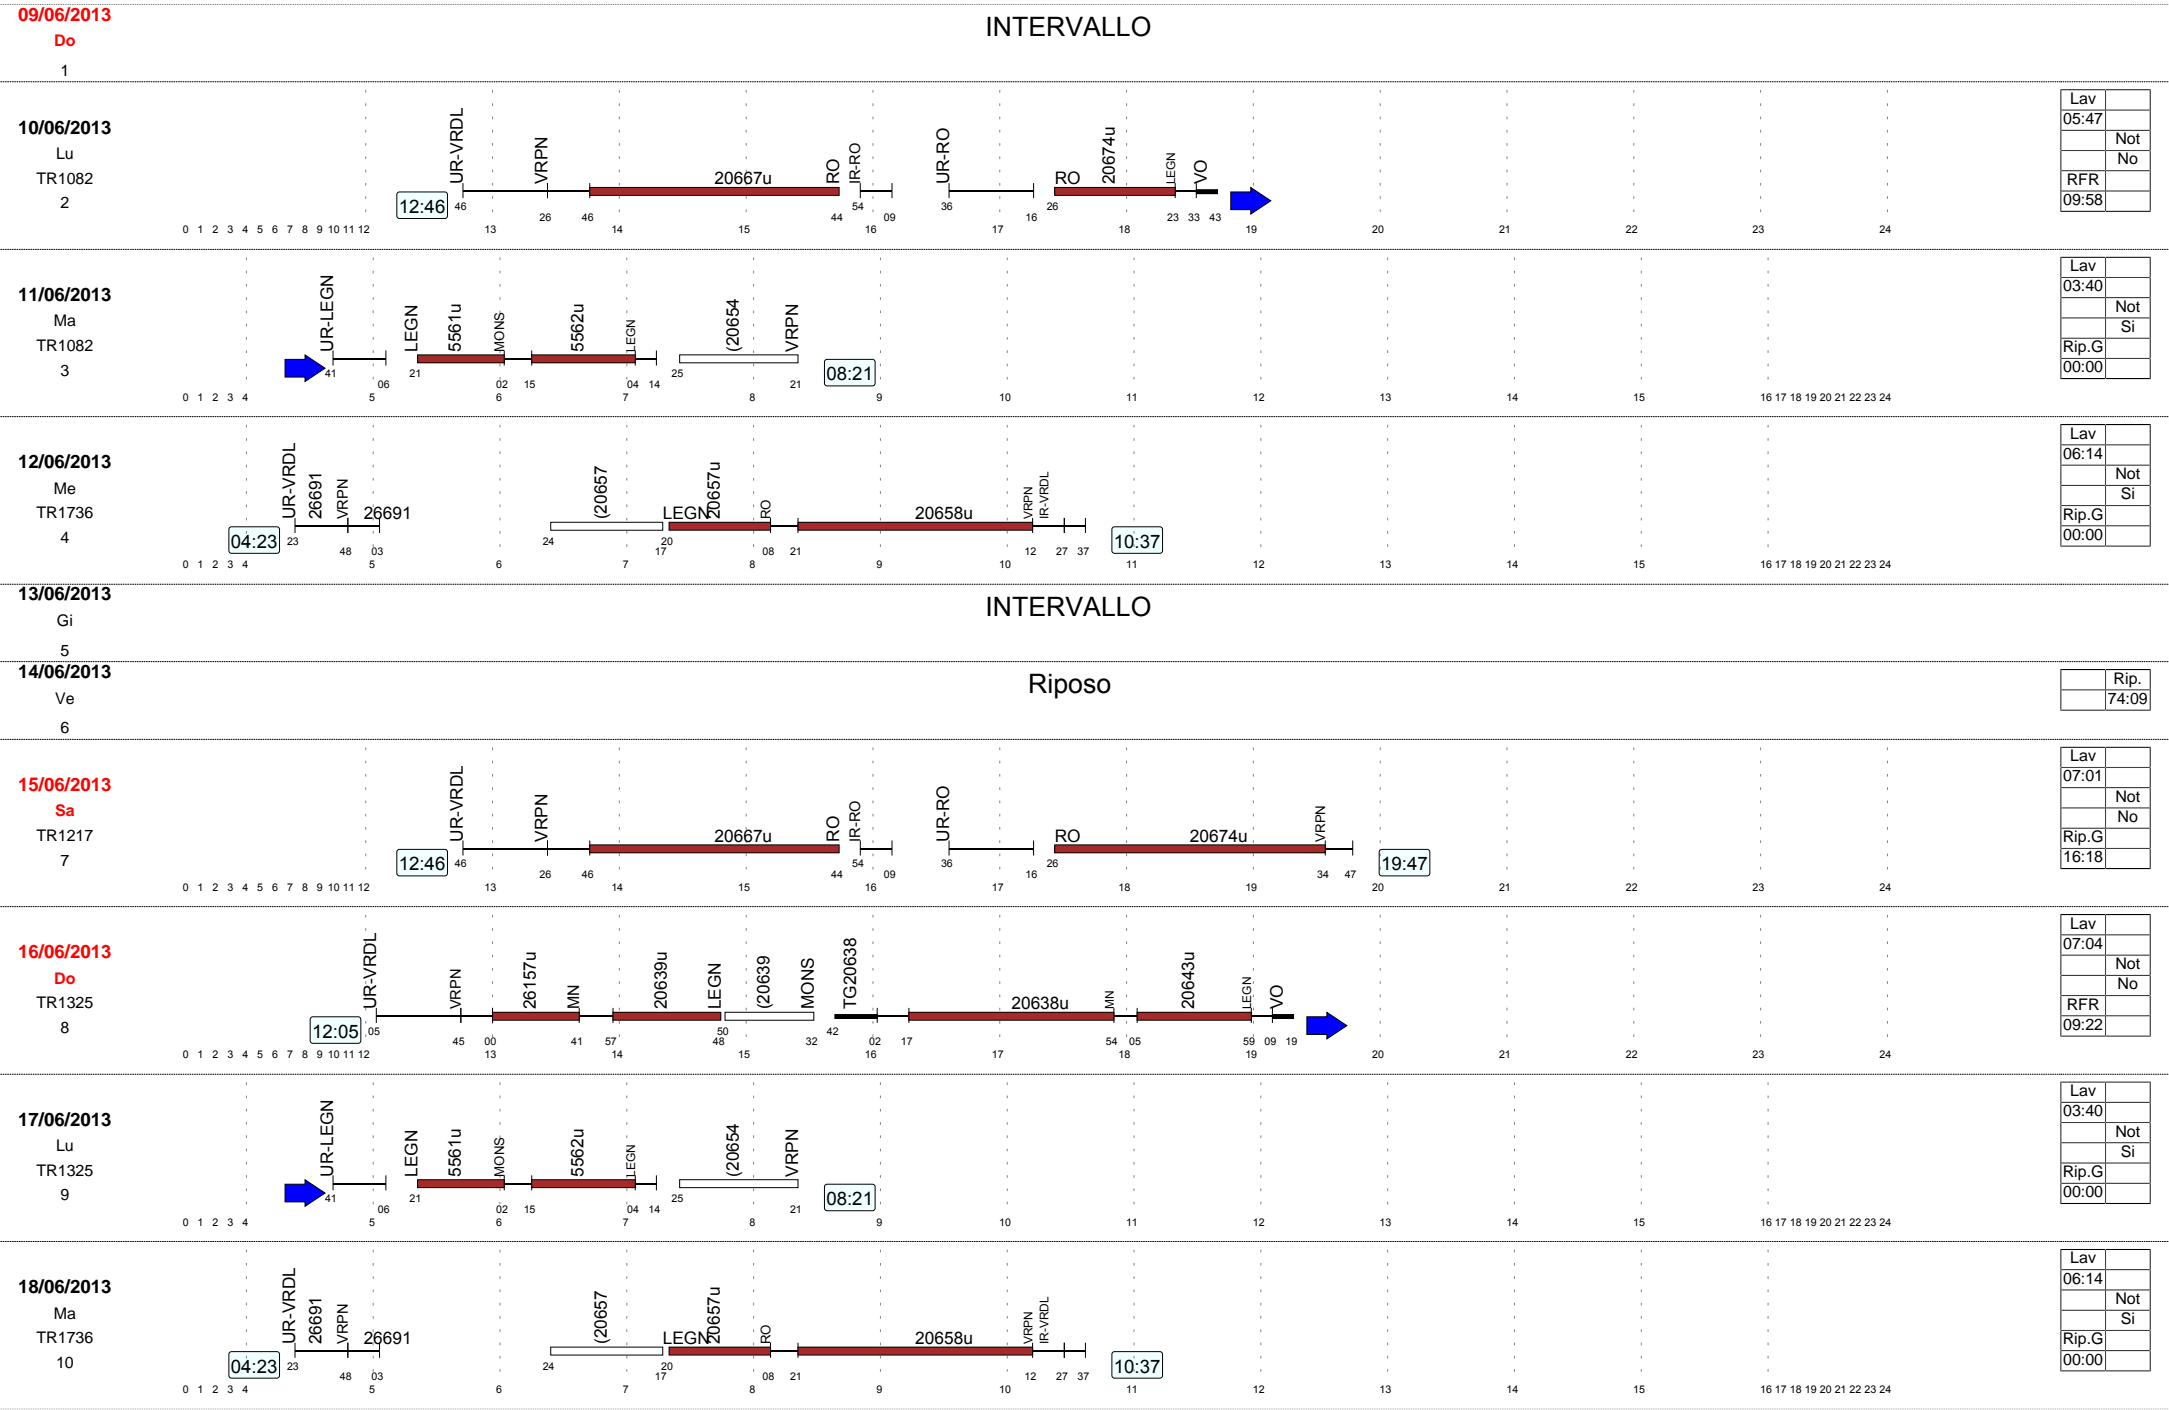 09/06/2013
Do
1
INTERVALLO
10/06/2013
Lu
TR1082
2
12:46
UR-VRDL VRPN 20667u RO IR-RO UR-RO RO 20674u LEGN VO
46 26 46 44 54 09 36 16 26 23 33 43
0 1 2 3 4 5 6 7 8 9 10 11 12 13 14 15 16 17 18 19 20 21 22 23 24
Lav
05:47
Not
No
RFR
09:58
11/06/2013
Ma
TR1082
3
UR-LEGN LEGN 5561u MONS 5562u LEGN (20654 VRPN
41 06 21 02 15 04 14 25 21
08:21
0 1 2 3 4 5 6 7 8 9 10 11 12 13 14 15 16 17 18 19 20 21 22 23 24
Lav
03:40
Not
Si
Rip.G
00:00
12/06/2013
Me
TR1736
4
04:23
UR-VRDL 26691 VRPN 26691 (20657 LEGN 20657u RO 20658u VRPN IR-VRDL
23 48 03 24 17 20 08 21 12 27 37
10:37
0 1 2 3 4 5 6 7 8 9 10 11 12 13 14 15 16 17 18 19 20 21 22 23 24
Lav
06:14
Not
Si
Rip.G
00:00
13/06/2013
Gi
5
INTERVALLO
14/06/2013
Ve
6
Riposo
Rip.
74:09
15/06/2013
Sa
TR1217
7
12:46
UR-VRDL VRPN 20667u RO IR-RO UR-RO RO 20674u VRPN
46 26 46 44 54 09 36 16 26 34 47
19:47
0 1 2 3 4 5 6 7 8 9 10 11 12 13 14 15 16 17 18 19 20 21 22 23 24
Lav
07:01
Not
No
Rip.G
16:18
16/06/2013
Do
TR1325
8
12:05
UR-VRDL VRPN 26157u MN 20639u LEGN (20639 MONS TG20638 20638u MN 20643u LEGN VO
05 45 00 41 57 48 50 32 42 02 17 54 05 59 09 19
0 1 2 3 4 5 6 7 8 9 10 11 12 13 14 15 16 17 18 19 20 21 22 23 24
Lav
07:04
Not
No
RFR
09:22
17/06/2013
Lu
TR1325
9
UR-LEGN LEGN 5561u MONS 5562u LEGN (20654 VRPN
41 06 21 02 15 04 14 25 21
08:21
0 1 2 3 4 5 6 7 8 9 10 11 12 13 14 15 16 17 18 19 20 21 22 23 24
Lav
03:40
Not
Si
Rip.G
00:00
18/06/2013
Ma
TR1736
10
04:23
UR-VRDL 26691 VRPN 26691 (20657 LEGN 20657u RO 20658u VRPN IR-VRDL
23 48 03 24 17 20 08 21 12 27 37
10:37
0 1 2 3 4 5 6 7 8 9 10 11 12 13 14 15 16 17 18 19 20 21 22 23 24
Lav
06:14
Not
Si
Rip.G
00:00